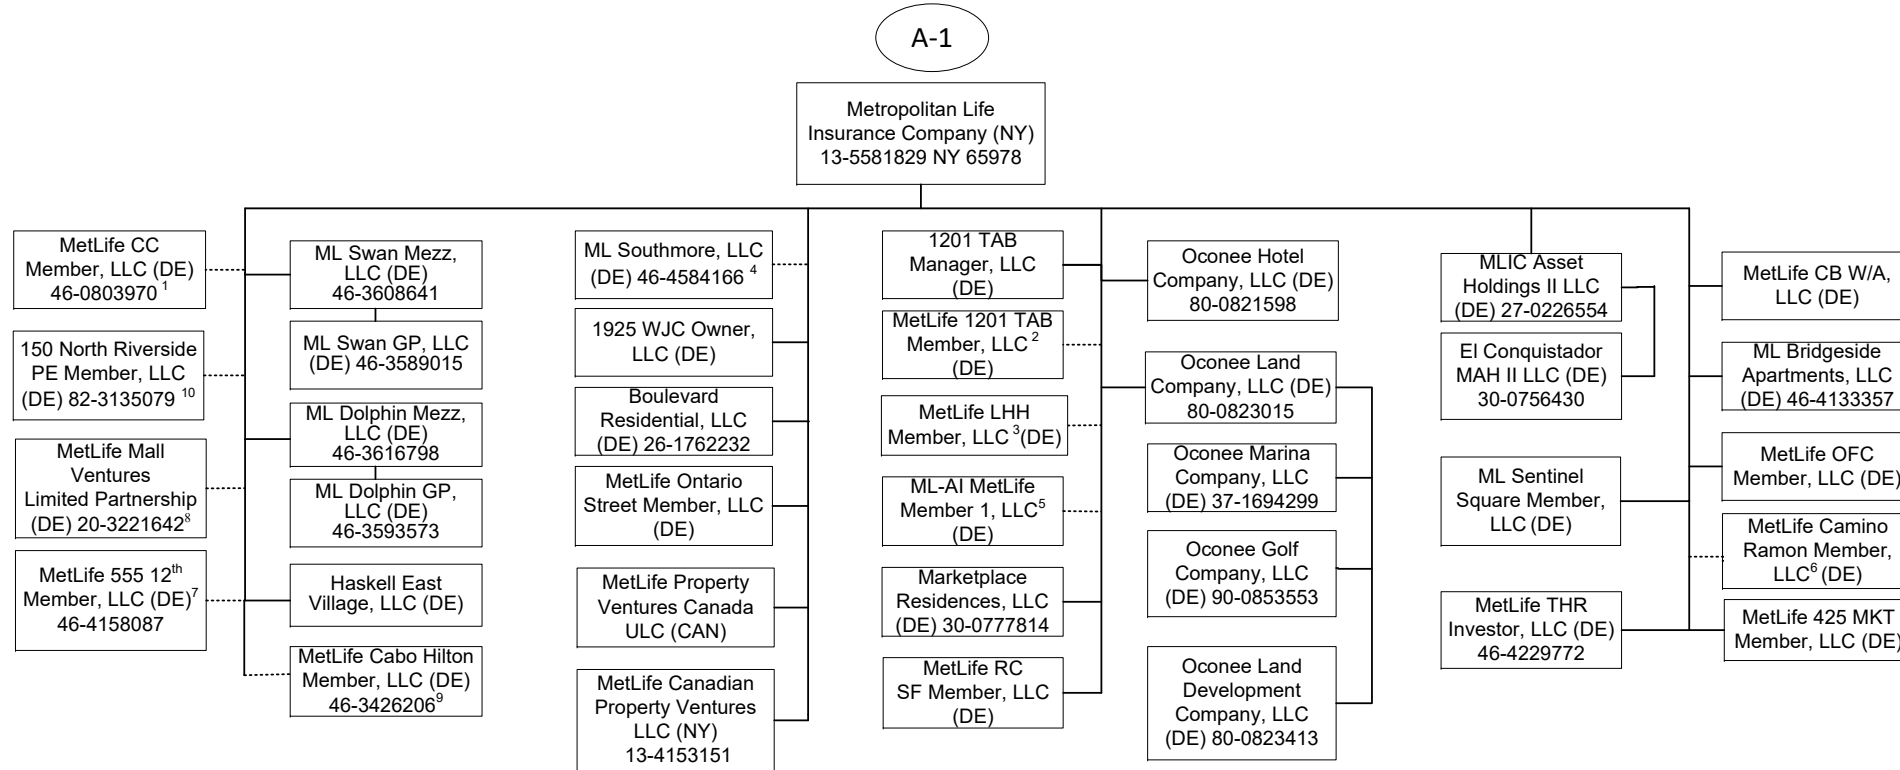 A-1
Metropolitan Life
Insurance Company (NY)
13-5581829 NY 65978
MetLife CC
Member, LLC (DE)
46-0803970 1
150 North Riverside
PE Member, LLC
(DE) 82-3135079 10
MetLife Mall
Ventures
Limited Partnership
(DE) 20-32216428
MetLife 555 12th
Member, LLC (DE)7
46-4158087
ML Swan Mezz,
LLC (DE)
46-3608641
ML Swan GP, LLC
(DE) 46-3589015
ML Dolphin Mezz,
LLC (DE)
46-3616798
ML Dolphin GP,
LLC (DE)
46-3593573
Haskell East
Village, LLC (DE)
MetLife Cabo Hilton
Member, LLC (DE)
46-34262069
ML Southmore, LLC
(DE) 46-4584166 4
1925 WJC Owner,
LLC (DE)
Boulevard
Residential, LLC
(DE) 26-1762232
MetLife Ontario
Street Member, LLC
(DE)
MetLife Property
Ventures Canada
ULC (CAN)
MetLife Canadian
Property Ventures
LLC (NY)
13-4153151
1201 TAB
Manager, LLC
(DE)
MetLife 1201 TAB
Member, LLC 2
(DE)
MetLife LHH
Member, LLC 3(DE)
ML-AI MetLife
Member 1, LLC5
(DE)
Marketplace
Residences, LLC
(DE) 30-0777814
MetLife RC
SF Member, LLC
(DE)
Oconee Hotel
Company, LLC (DE)
80-0821598
Oconee Land
Company, LLC (DE)
80-0823015
Oconee Marina
Company, LLC
(DE) 37-1694299
Oconee Golf
Company, LLC
(DE) 90-0853553
Oconee Land
Development
Company, LLC
(DE) 80-0823413
MLIC Asset
Holdings II LLC
(DE) 27-0226554
El Conquistador
MAH II LLC (DE)
30-0756430
ML Sentinel
Square Member,
LLC (DE)
MetLife THR
Investor, LLC (DE)
46-4229772
MetLife CB W/A,
LLC (DE)
ML Bridgeside
Apartments, LLC
(DE) 46-4133357
MetLife OFC
Member, LLC (DE)
MetLife Camino
Ramon Member,
LLC6 (DE)
MetLife 425 MKT
Member, LLC (DE)